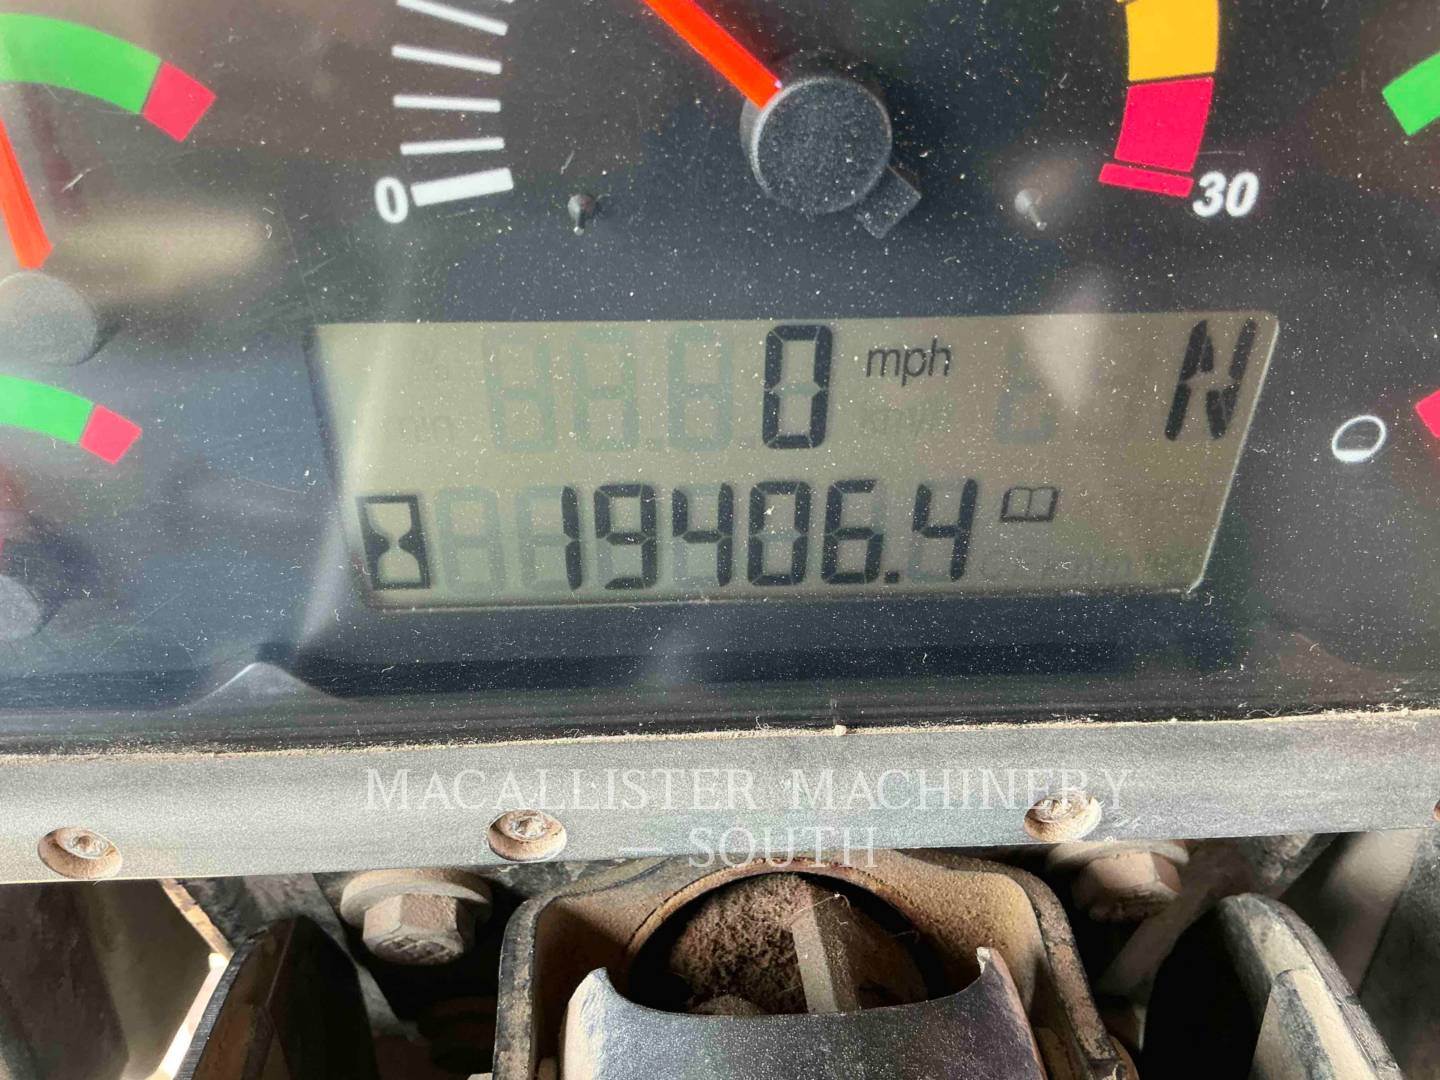 0 30
0 mph N
19406.4
MACALLISTER MACHINERY
— SOUTH